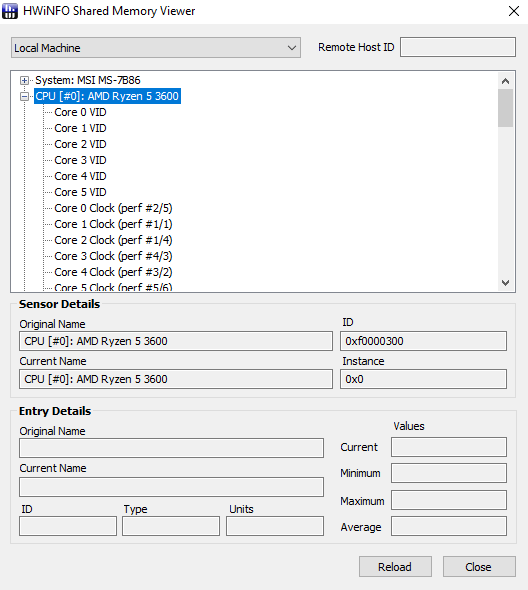 HWiNFO Shared Memory Viewer
Local Machine
Remote Host ID
System: MSI MS-7B86
CPU [#0]: AMD Ryzen 5 3600
Core 0 VID
Core 1 VID
Core 2 VID
Core 3 VID
Core 4 VID
Core 5 VID
Core 0 Clock (perf #2/5)
Core 1 Clock (perf #1/1)
Core 2 Clock (perf #1/4)
Core 3 Clock (perf #4/3)
Core 4 Clock (perf #3/2)
Core 5 Clock (perf #5/6)
Sensor Details
Original Name
ID
CPU [#0]: AMD Ryzen 5 3600
0xf0000300
Current Name
Instance
CPU [#0]: AMD Ryzen 5 3600
0x0
Entry Details
Original Name
Values
Current
Current Name
Minimum
Maximum
ID
Type
Units
Average
Reload
Close